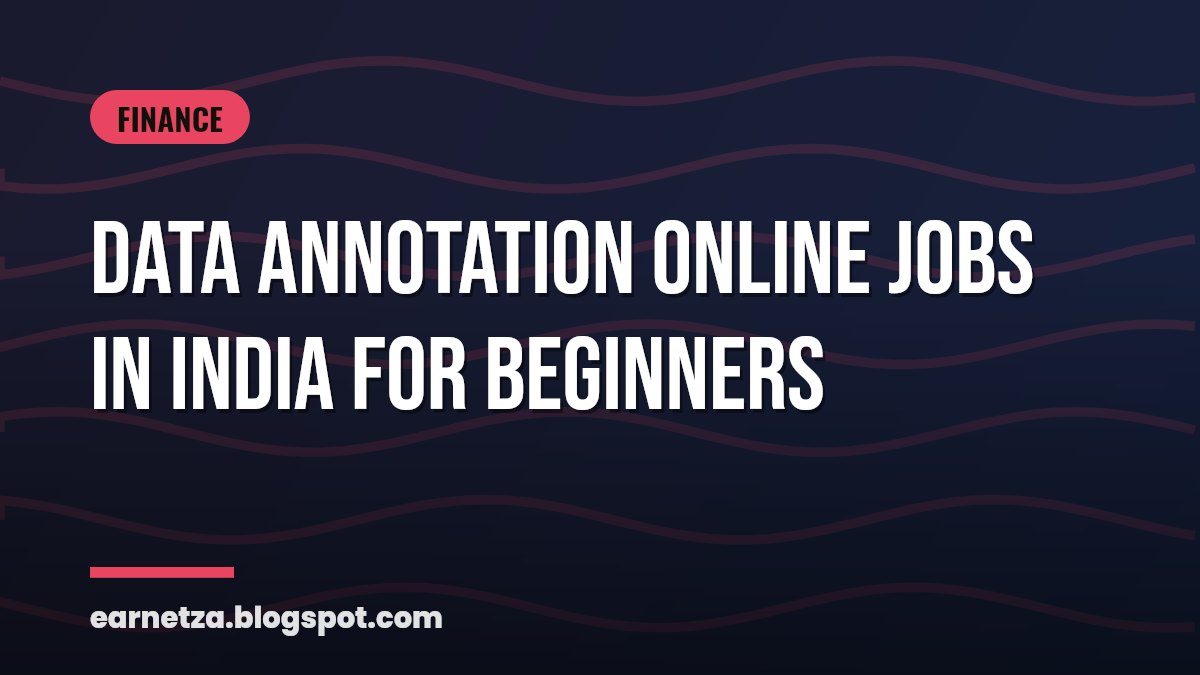 FINANCE
DATA ANNOTATION ONLINE JOBS
IN INDIA FOR BEGINNERS
earnetza.blogspot.com